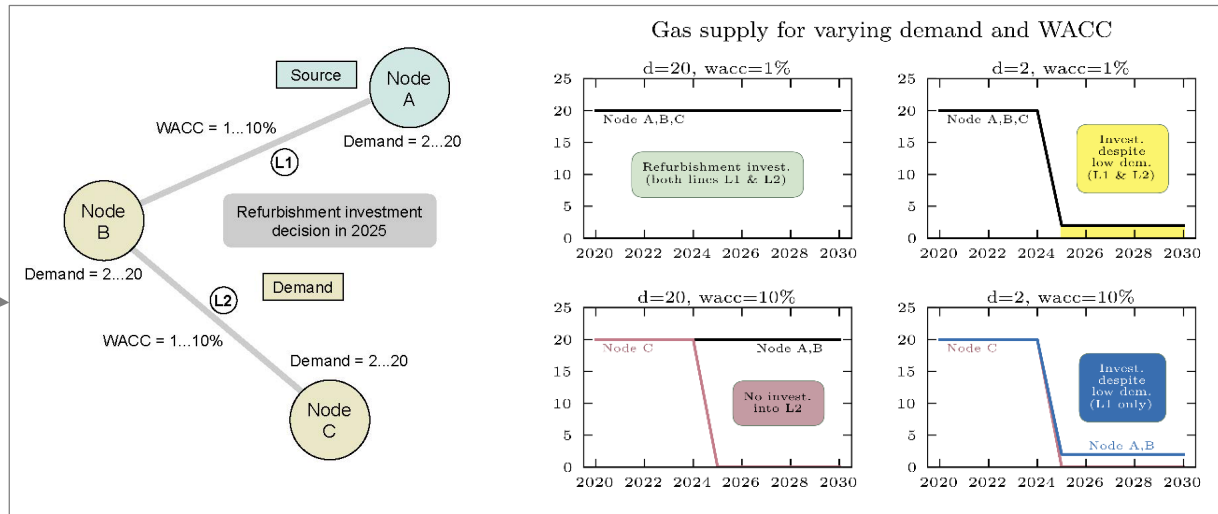 Source
Node
A
WACC = 1...10%
Demand = 2...20
L1
Node
B
Refurbishment investment
decision in 2025
Demand = 2...20
L2
Demand
WACC = 1...10%
Demand = 2...20
Node
C
Gas supply for varying demand and WACC
d=20, wacc=1%
25
20
15
10
5
0
Node A,B,C
Refurbishment invest.
(both lines L1 & L2)
2020 2022 2024 2026 2028 2030
d=2, wacc=1%
25
20
15
10
5
0
Node A,B,C
Invest.
despite
low dem.
(L1 & L2)
2020 2022 2024 2026 2028 2030
d=20, wacc=10%
25
20
15
10
5
0
Node C
Node A,B
No invest.
into L2
2020 2022 2024 2026 2028 2030
d=2, wacc=10%
25
20
15
10
5
0
Node C
Invest.
despite
low dem.
(L1 only)
Node A,B
2020 2022 2024 2026 2028 2030